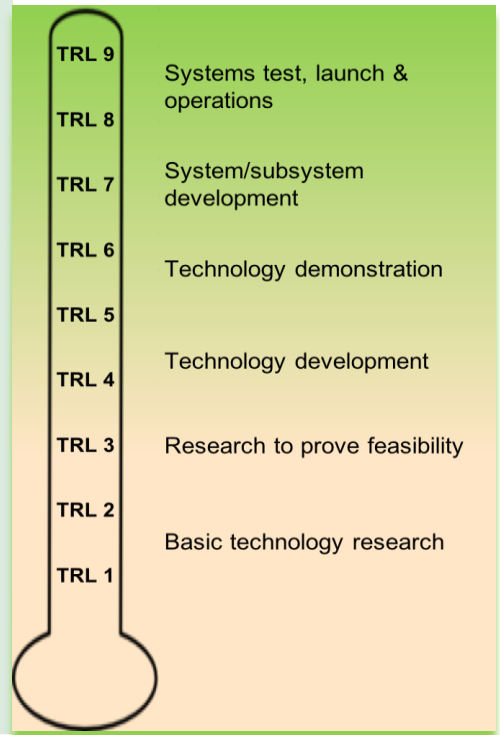 TRL 9
Systems test, launch &
operations
TRL 8
System/subsystem
development
TRL 7
TRL 6
Technology demonstration
TRL 5
Technology development
TRL 4
TRL 3
Research to prove feasibility
TRL 2
Basic technology research
TRL 1